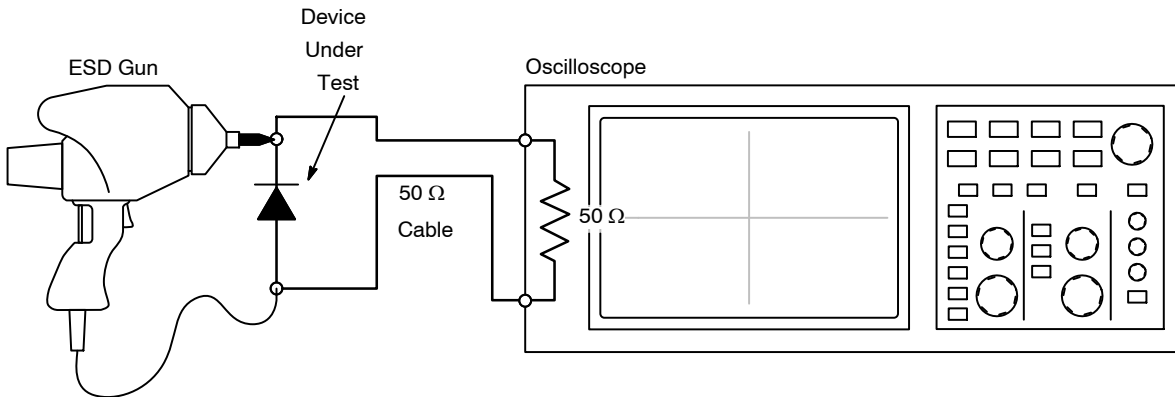 Device
Under
Test
ESD Gun
Oscilloscope
50 Ω
Cable
50 Ω